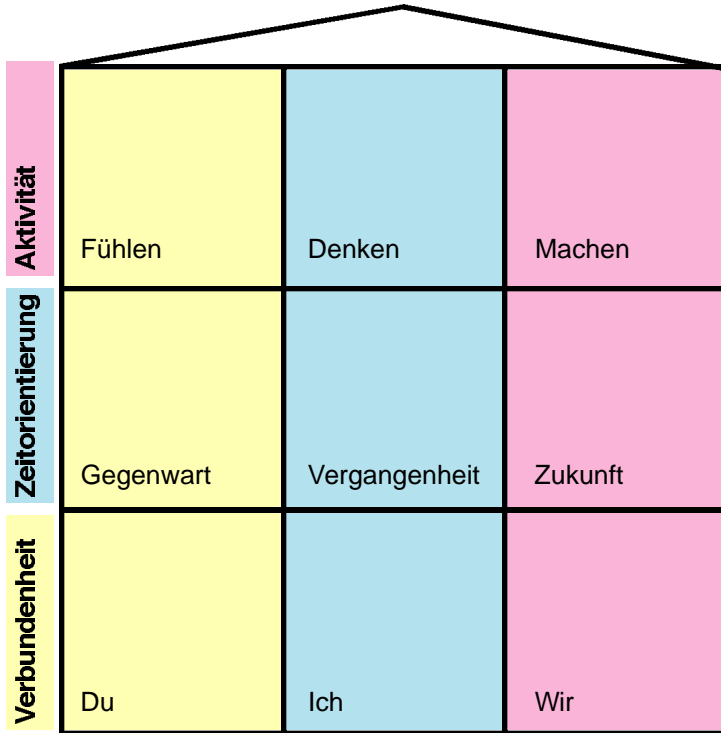 Aktivität
Fühlen
Denken
Machen
Zeitorientierung
Gegenwart
Vergangenheit
Zukunft
Verbundenheit
Du
Ich
Wir